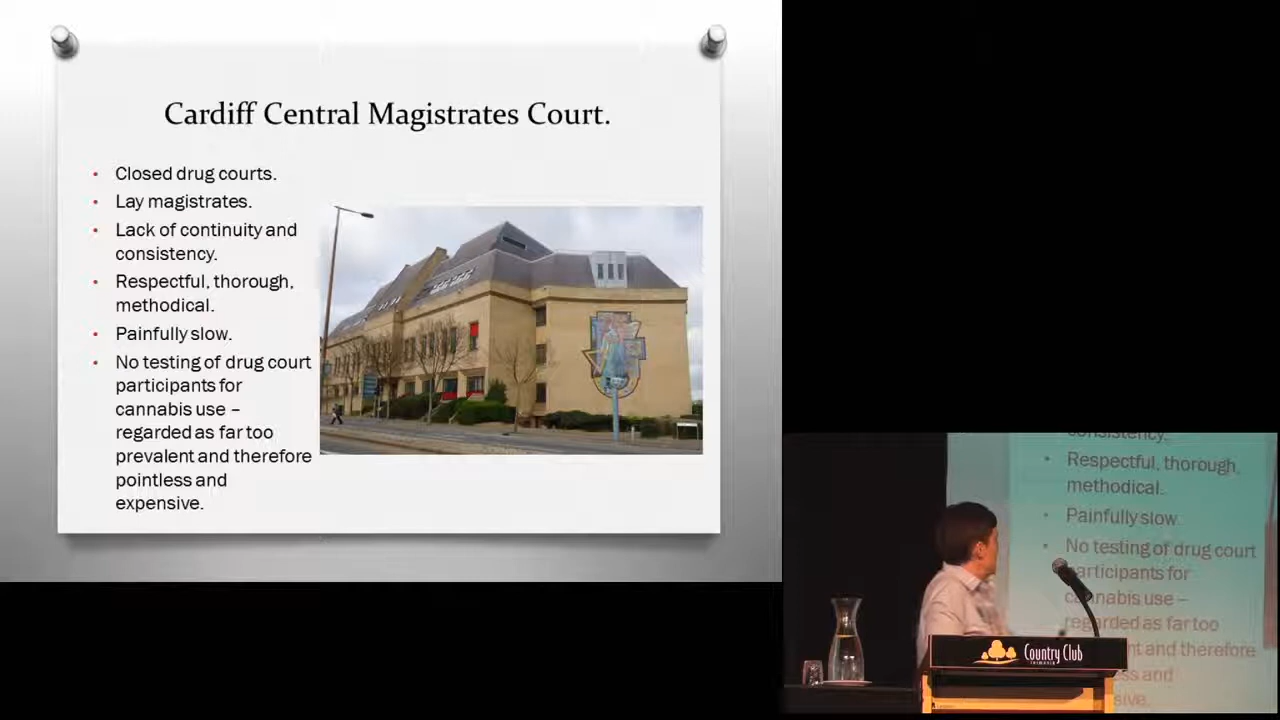 Cardiff Central Magistrates Court.
• Closed drug courts.
• Lay magistrates.
• Lack of continuity and
consistency.
• Respectful, thorough,
methodical.
• Painfully slow.
• No testing of drug court
participants for
cannabis use –
regarded as far too
prevalent and therefore
pointless and
expensive.
consistency.
• Respectful, thorough,
methodical.
• Painfully slow.
• No testing of drug court
participants for
cannabis use –
regarded as far too
and therefore
and
Country Club
TASMANIA